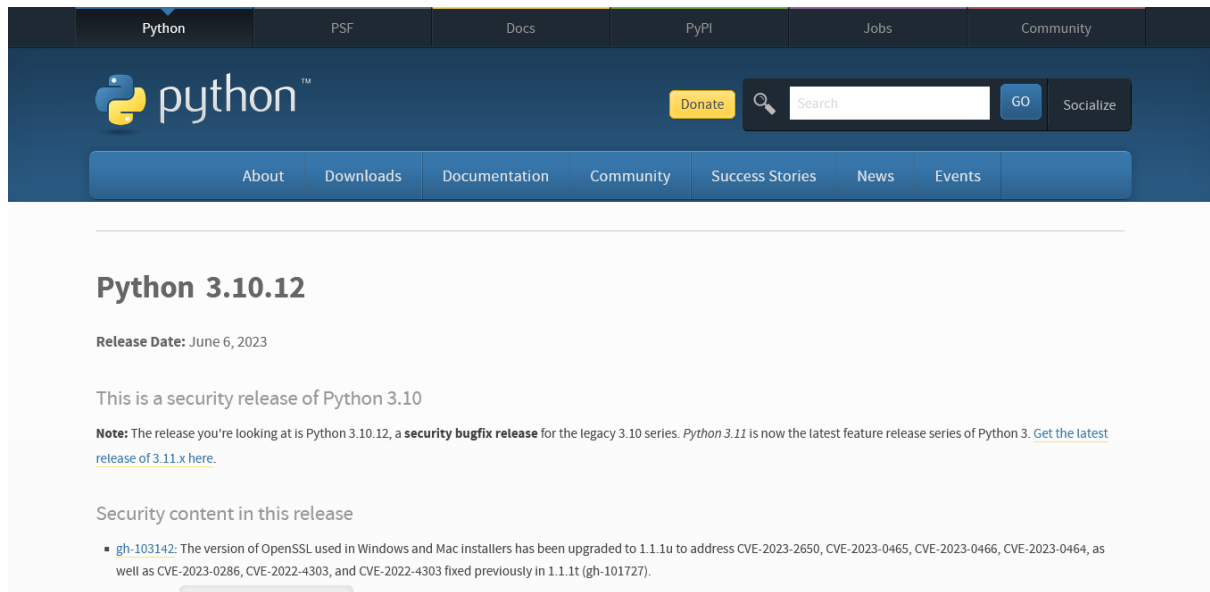 Python PSF Docs PyPI Jobs Community
python™
Donate Search GO Socialize
About Downloads Documentation Community Success Stories News Events
Python 3.10.12
Release Date: June 6, 2023
This is a security release of Python 3.10
Note: The release you're looking at is Python 3.10.12, a security bugfix release for the legacy 3.10 series. Python 3.11 is now the latest feature release series of Python 3. Get the latest
release of 3.11.x here.
Security content in this release
▪ gh-103142: The version of OpenSSL used in Windows and Mac installers has been upgraded to 1.1.1u to address CVE-2023-2650, CVE-2023-0465, CVE-2023-0466, CVE-2023-0464, as
well as CVE-2023-0286, CVE-2022-4303, and CVE-2022-4303 fixed previously in 1.1.1t (gh-101727).